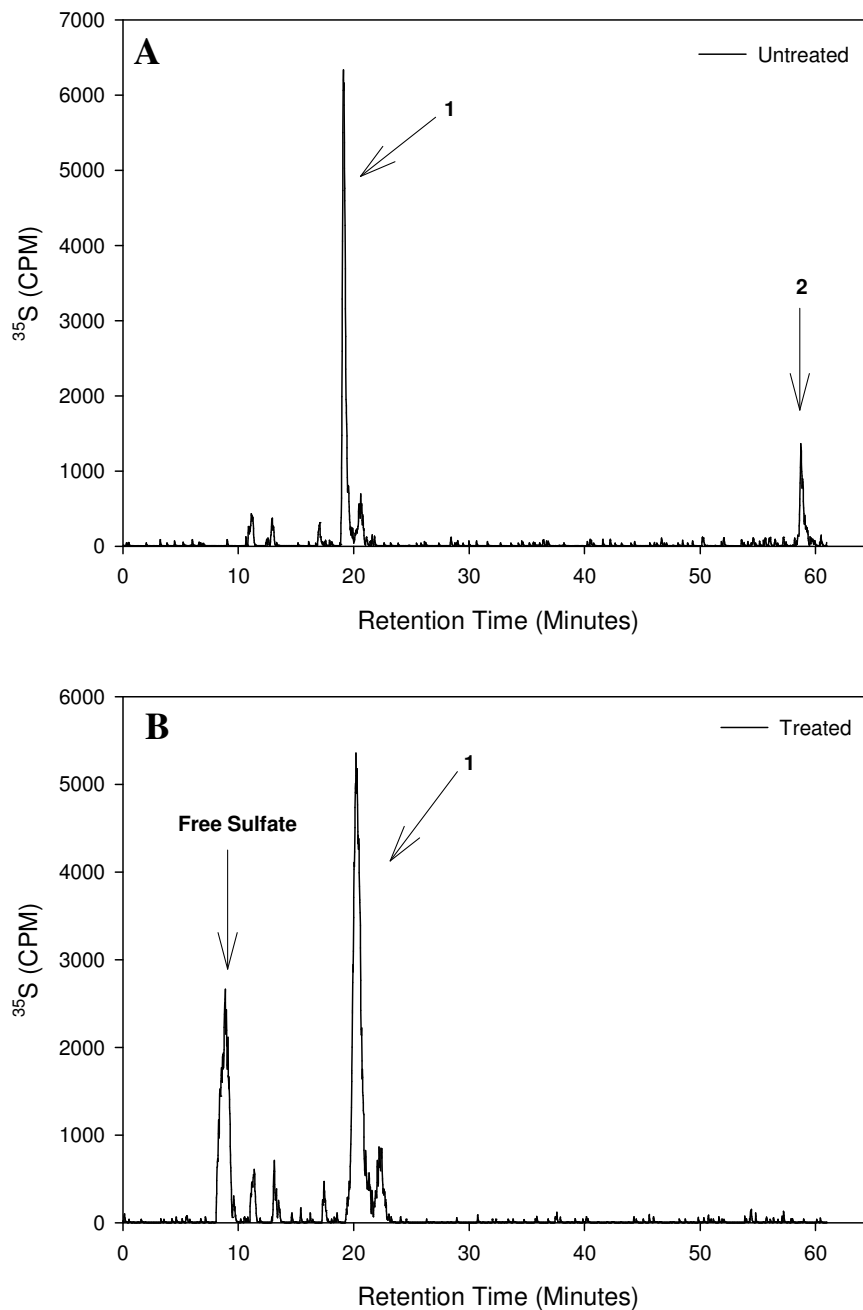 A
Untreated
1
2
7000
6000
5000
4000
3000
2000
1000
0
³⁵S (CPM)
0 10 20 30 40 50 60
Retention Time (Minutes)
B
Treated
1
Free Sulfate
6000
5000
4000
3000
2000
1000
0
³⁵S (CPM)
0 10 20 30 40 50 60
Retention Time (Minutes)